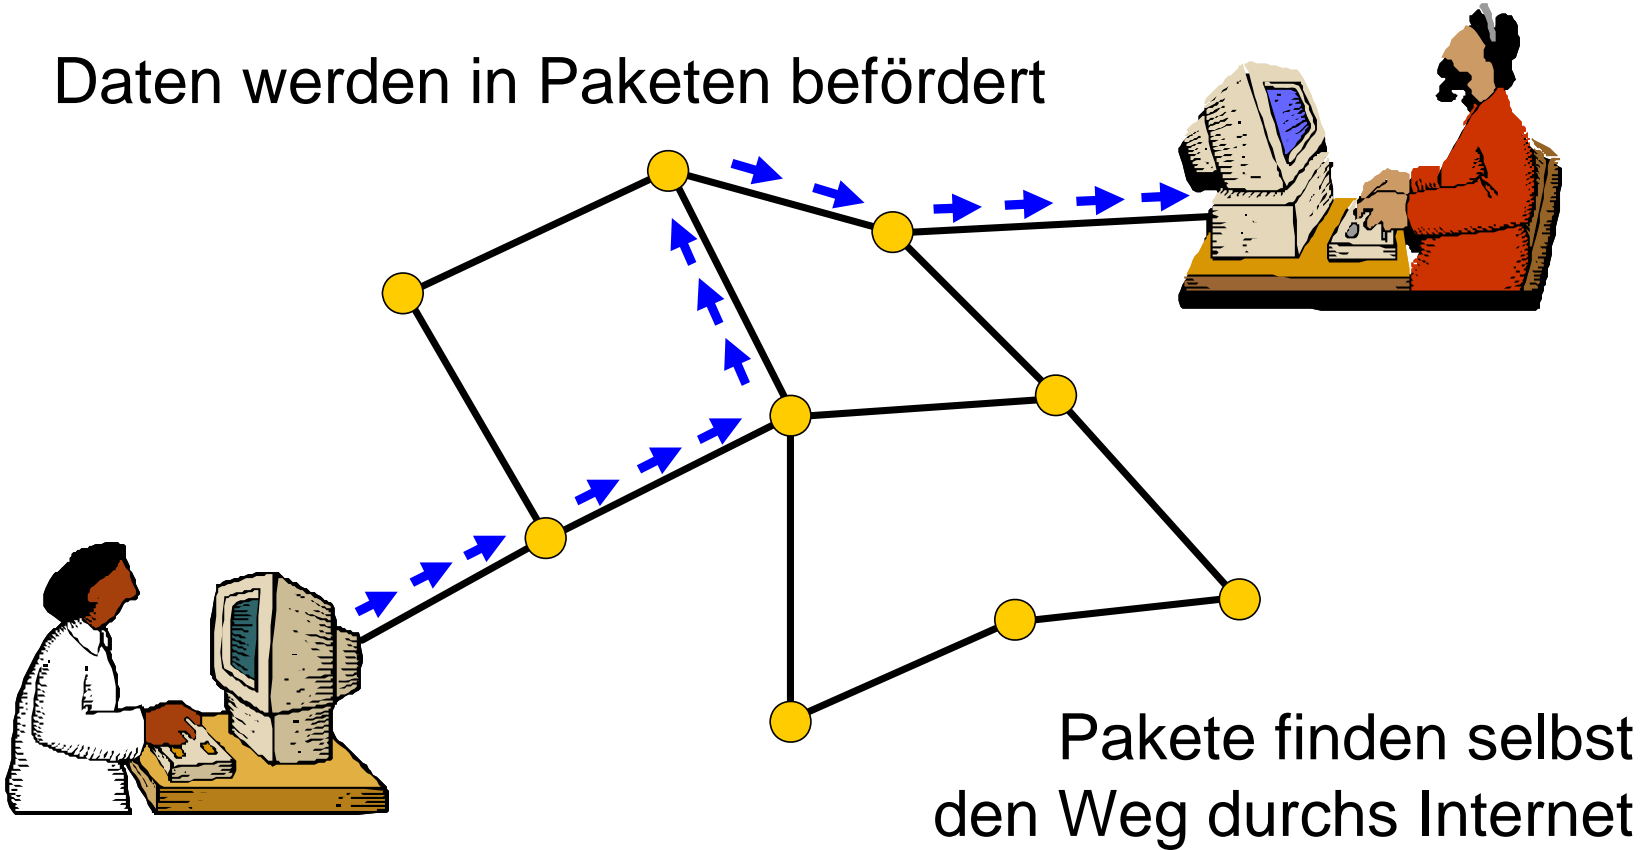 Daten werden in Paketen befördert
Pakete finden selbst
den Weg durchs Internet